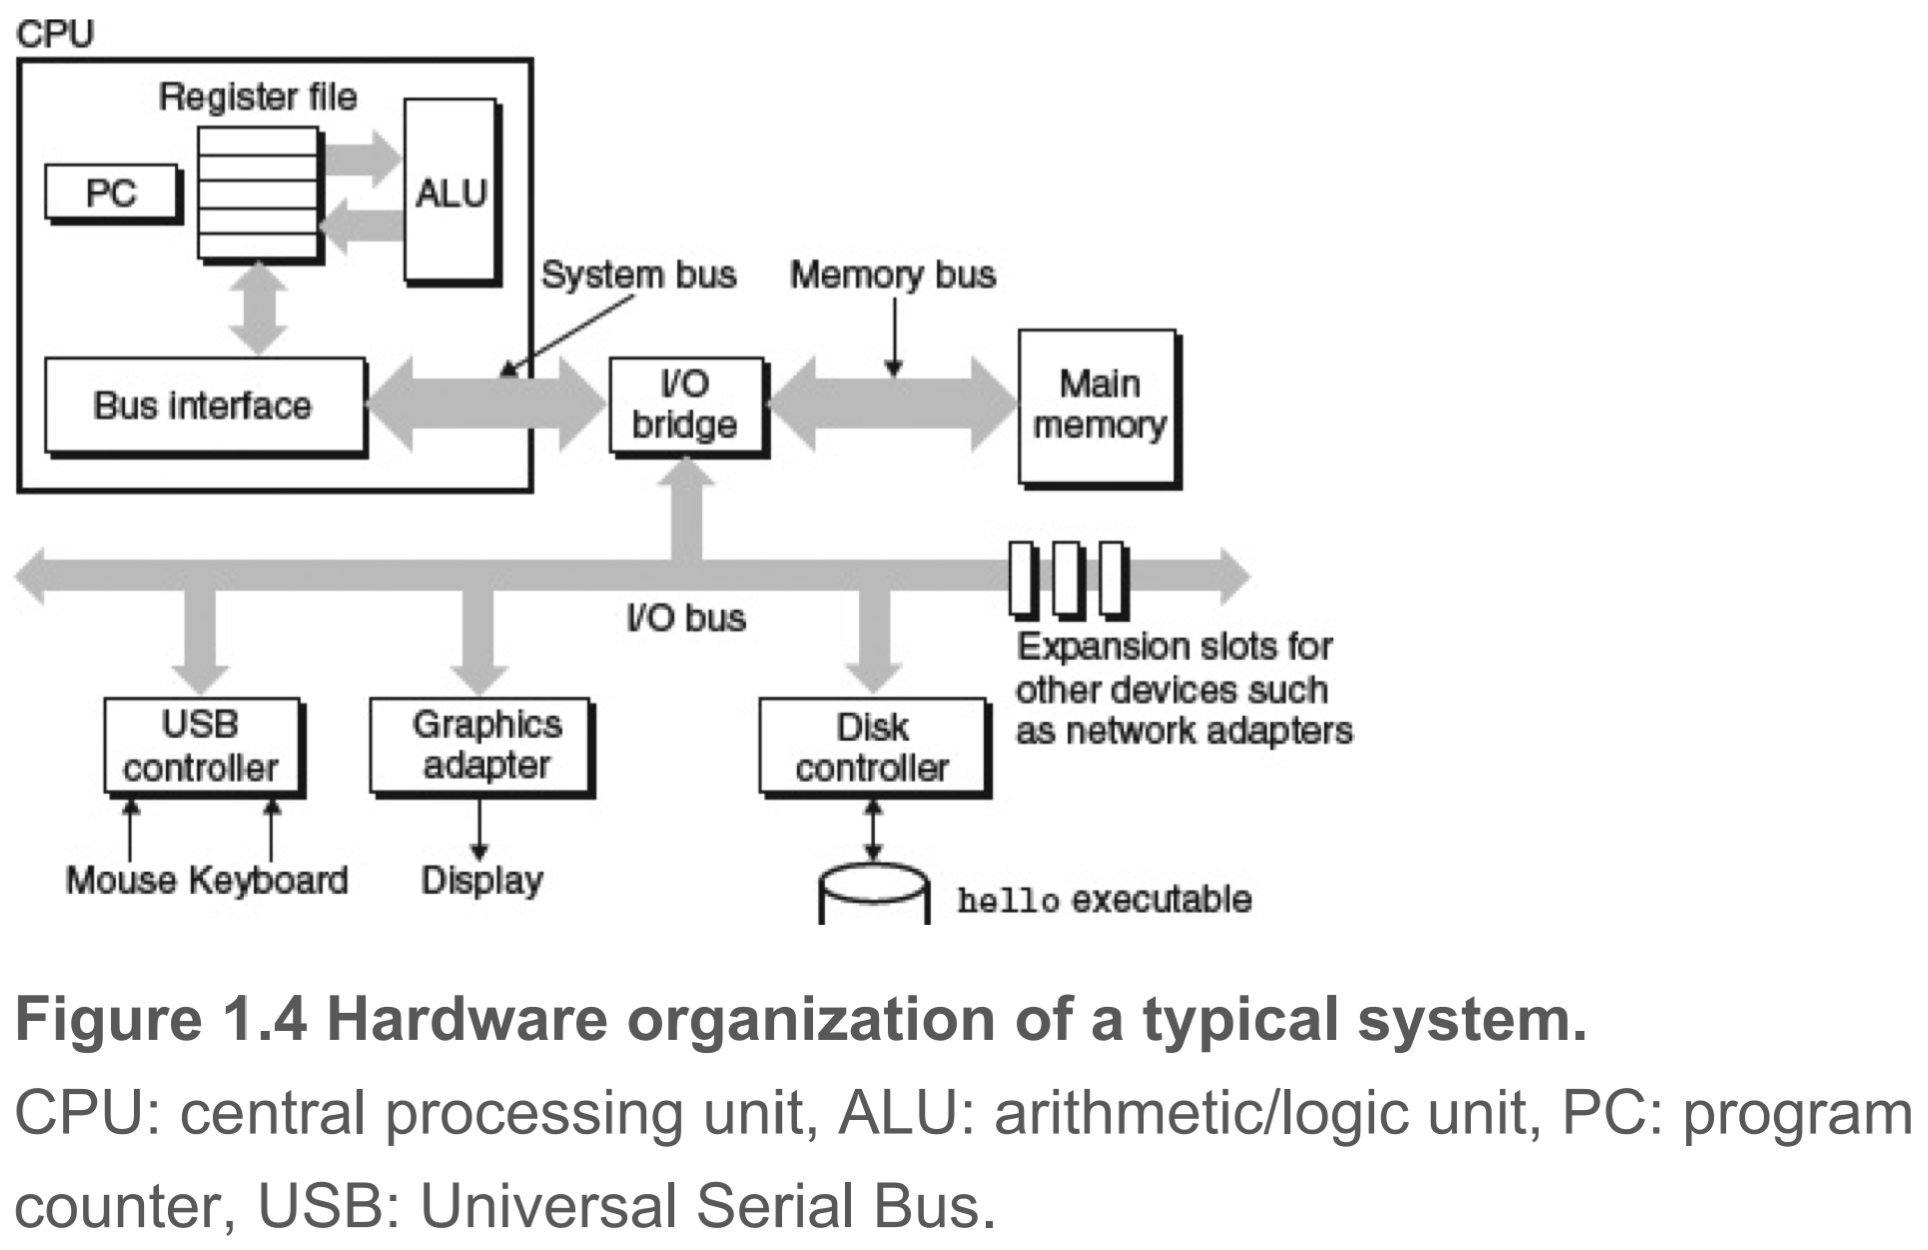 CPU
Register file
PC
ALU
System bus
Memory bus
Bus interface
I/O
bridge
Main
memory
I/O bus
Expansion slots for
other devices such
as network adapters
USB
controller
Graphics
adapter
Disk
controller
Mouse Keyboard
Display
hello executable
Figure 1.4 Hardware organization of a typical system.
CPU: central processing unit, ALU: arithmetic/logic unit, PC: program
counter, USB: Universal Serial Bus.